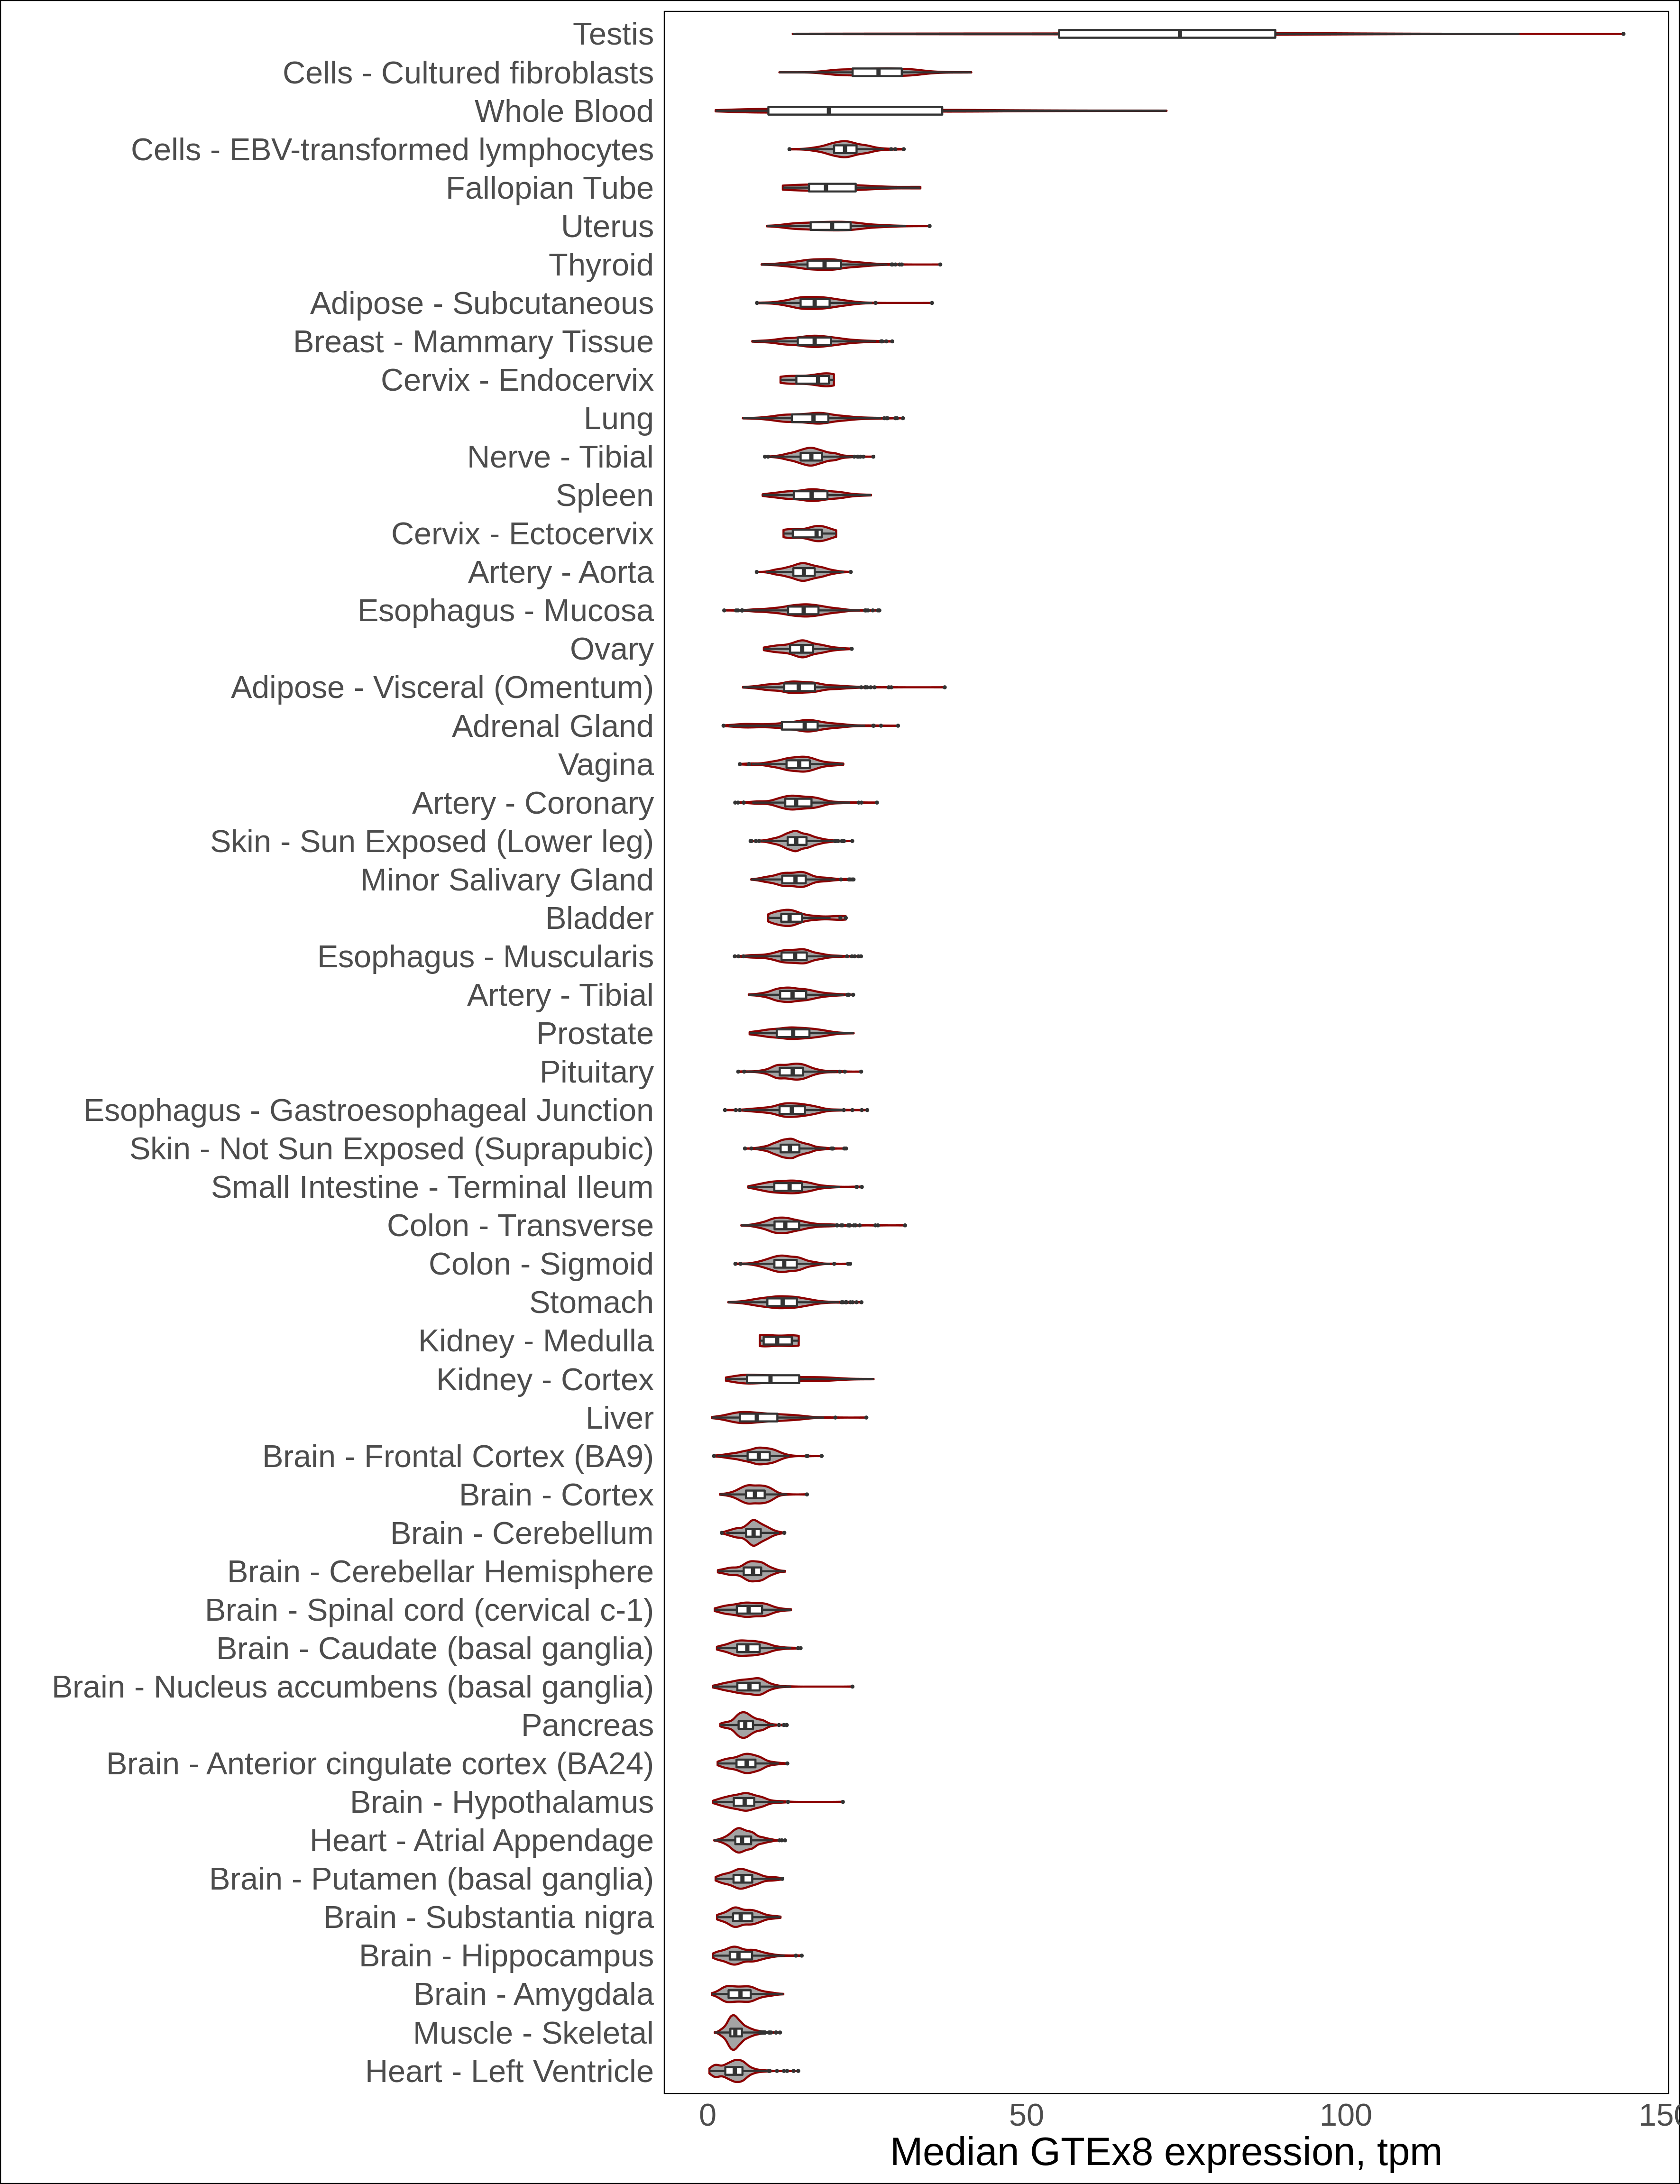 Testis
Cells - Cultured fibroblasts
Whole Blood
Cells - EBV-transformed lymphocytes
Fallopian Tube
Uterus
Thyroid
Adipose - Subcutaneous
Breast - Mammary Tissue
Cervix - Endocervix
Lung
Nerve - Tibial
Spleen
Cervix - Ectocervix
Artery - Aorta
Esophagus - Mucosa
Ovary
Adipose - Visceral (Omentum)
Adrenal Gland
Vagina
Artery - Coronary
Skin - Sun Exposed (Lower leg)
Minor Salivary Gland
Bladder
Esophagus - Muscularis
Artery - Tibial
Prostate
Pituitary
Esophagus - Gastroesophageal Junction
Skin - Not Sun Exposed (Suprapubic)
Small Intestine - Terminal Ileum
Colon - Transverse
Colon - Sigmoid
Stomach
Kidney - Medulla
Kidney - Cortex
Liver
Brain - Frontal Cortex (BA9)
Brain - Cortex
Brain - Cerebellum
Brain - Cerebellar Hemisphere
Brain - Spinal cord (cervical c-1)
Brain - Caudate (basal ganglia)
Brain - Nucleus accumbens (basal ganglia)
Pancreas
Brain - Anterior cingulate cortex (BA24)
Brain - Hypothalamus
Heart - Atrial Appendage
Brain - Putamen (basal ganglia)
Brain - Substantia nigra
Brain - Hippocampus
Brain - Amygdala
Muscle - Skeletal
Heart - Left Ventricle
0 50 100 150
Median GTEx8 expression, tpm